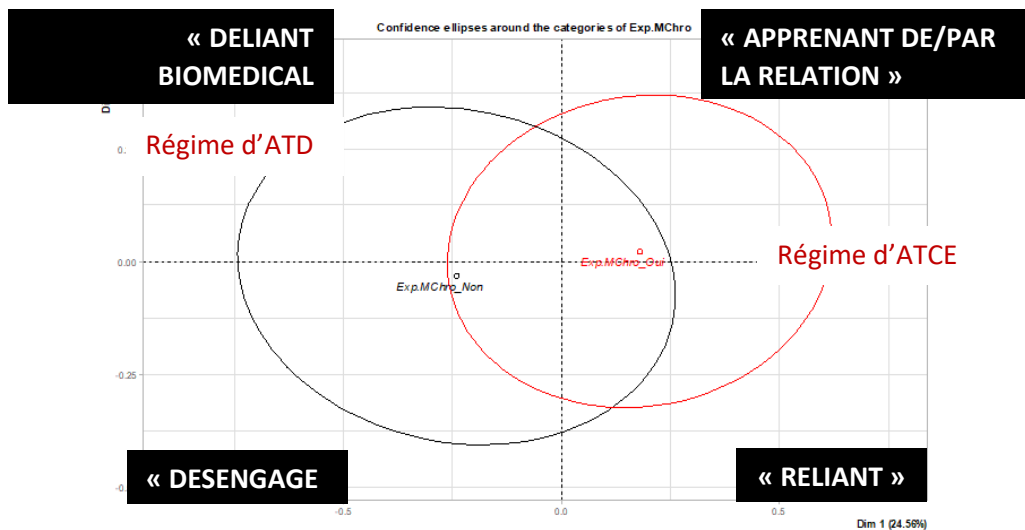 « DELIANT
BIOMEDICAL
Confidence ellipses around the categories of Exp.MChro
« APPRENANT DE/PAR
LA RELATION »
Régime d'ATD
0.00
Exp.MChro_Oui
Régime d'ATCE
Exp.MChro_Non
-0.25
« DESENGAGE
« RELIANT »
-0.5
0.0
0.5
Dim 1 (24.56%)